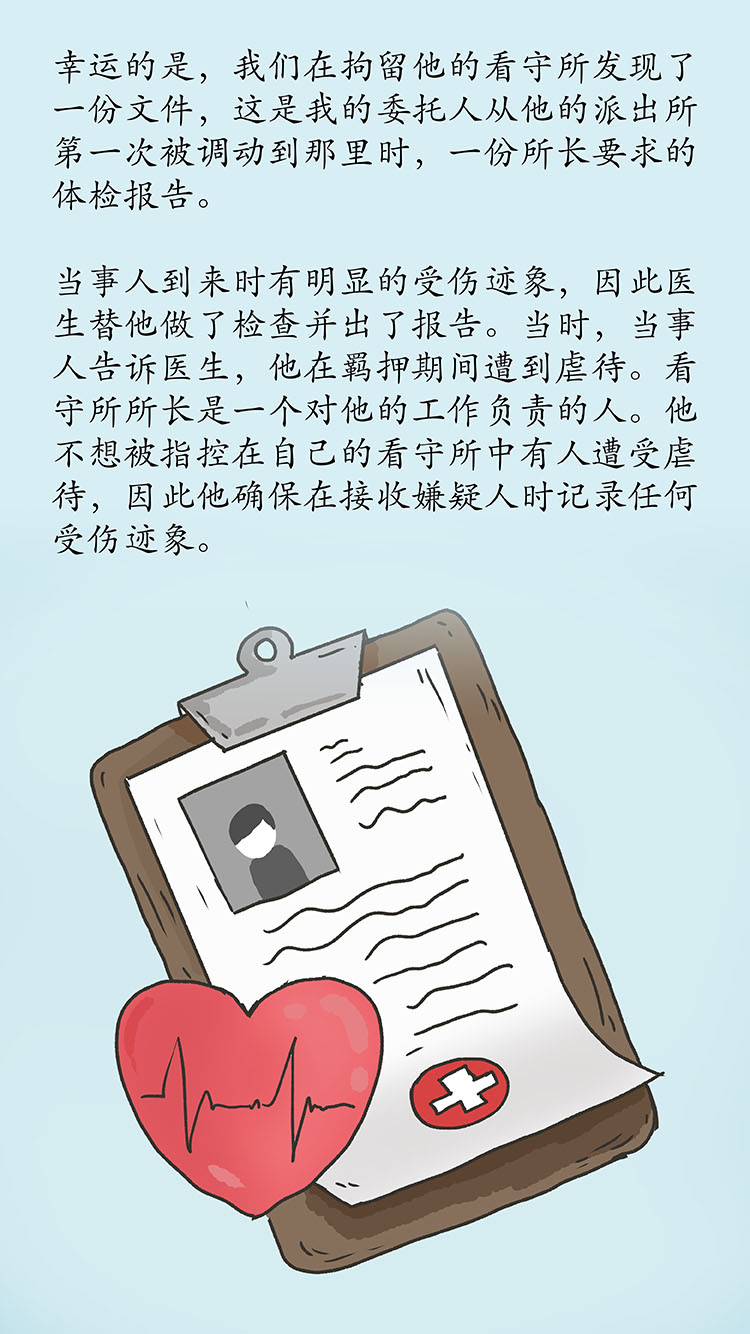 幸运的是，我们在拘留他的看守所发现了
一份文件，这是我的委托人从他的派出所
第一次被调动到那里时，一份所长要求的
体检报告。
当事人到来时有明显的受伤迹象，因此医
生替他做了检查并出了报告。当时，当事
人告诉医生，他在羁押期间遭到虐待。看
守所所长是一个对他的工作负责的人。他
不想被指控在自己的看守所中有人遭受虐
待，因此他确保在接收嫌疑人时记录任何
受伤迹象。